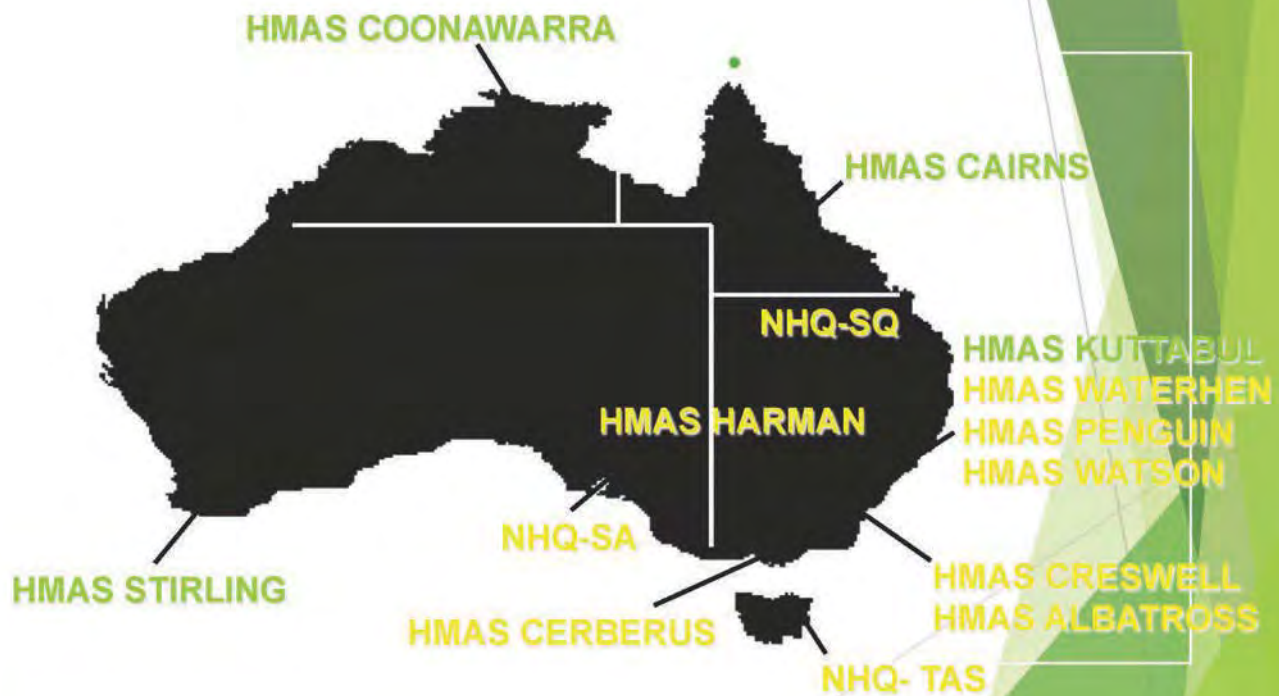 HMAS COONAWARRA
HMAS CAIRNS
NHQ-SQ
HMAS KUTTABUL
HMAS WATERHEN
HMAS PENGUIN
HMAS WATSON
HMAS HARMAN
NHQ-SA
HMAS STIRLING
HMAS CRESWELL
HMAS ALBATROSS
HMAS CERBERUS
NHQ- TAS